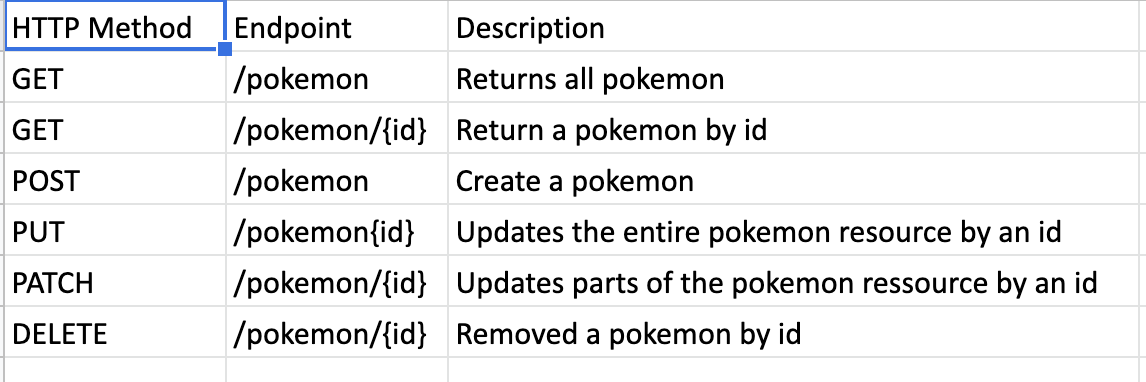 HTTP Method Endpoint Description
GET /pokemon Returns all pokemon
GET /pokemon/{id} Return a pokemon by id
POST /pokemon Create a pokemon
PUT /pokemon{id} Updates the entire pokemon resource by an id
PATCH /pokemon/{id} Updates parts of the pokemon ressource by an id
DELETE /pokemon/{id} Removed a pokemon by id